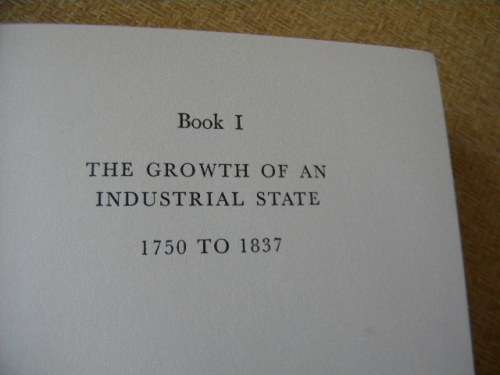 Book I
THE GROWTH OF AN
INDUSTRIAL STATE
1750 TO 1837